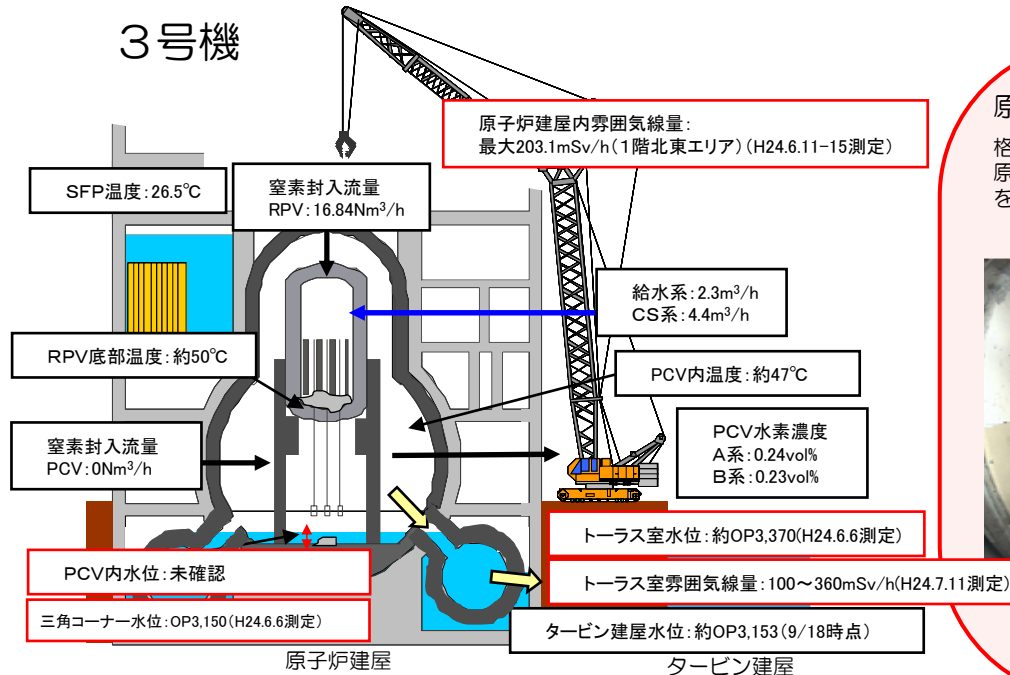 3号機
原子炉建屋内雰囲気線量:
最大203.1mSv/h(1階北東エリア)(H24.6.11-15測定)
SFP温度:26.5℃
窒素封入流量
RPV:16.84Nm³/h
給水系:2.3m³/h
CS系:4.4m³/h
RPV底部温度:約50℃
PCV内温度:約47℃
窒素封入流量
PCV:0Nm³/h
PCV水素濃度
A系:0.24vol%
B系:0.23vol%
トーラス室水位:約OP3,370(H24.6.6測定)
PCV内水位:未確認
トーラス室雰囲気線量:100~360mSv/h(H24.7.11測定)
三角コーナー水位:OP3,150(H24.6.6測定)
タービン建屋水位:約OP3,153(9/18時点)
原子炉建屋
タービン建屋
原
格
原
を